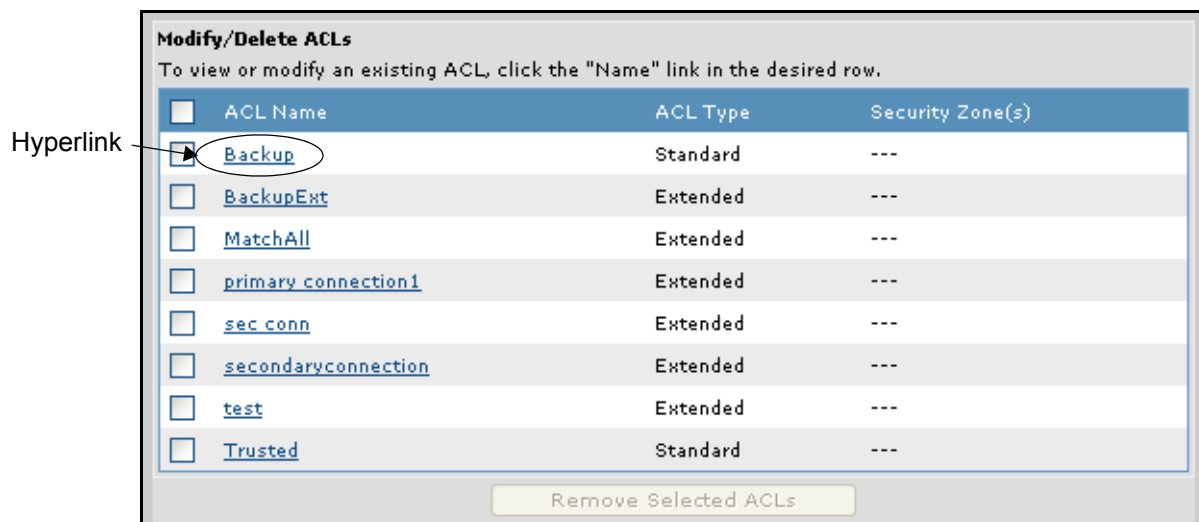 Modify/Delete ACLs
To view or modify an existing ACL, click the "Name" link in the desired row.
ACL Name ACL Type Security Zone(s)
Hyperlink
Backup Standard ---
BackupExt Extended ---
MatchAll Extended ---
primary connection1 Extended ---
sec conn Extended ---
secondaryconnection Extended ---
test Extended ---
Trusted Standard ---
Remove Selected ACLs